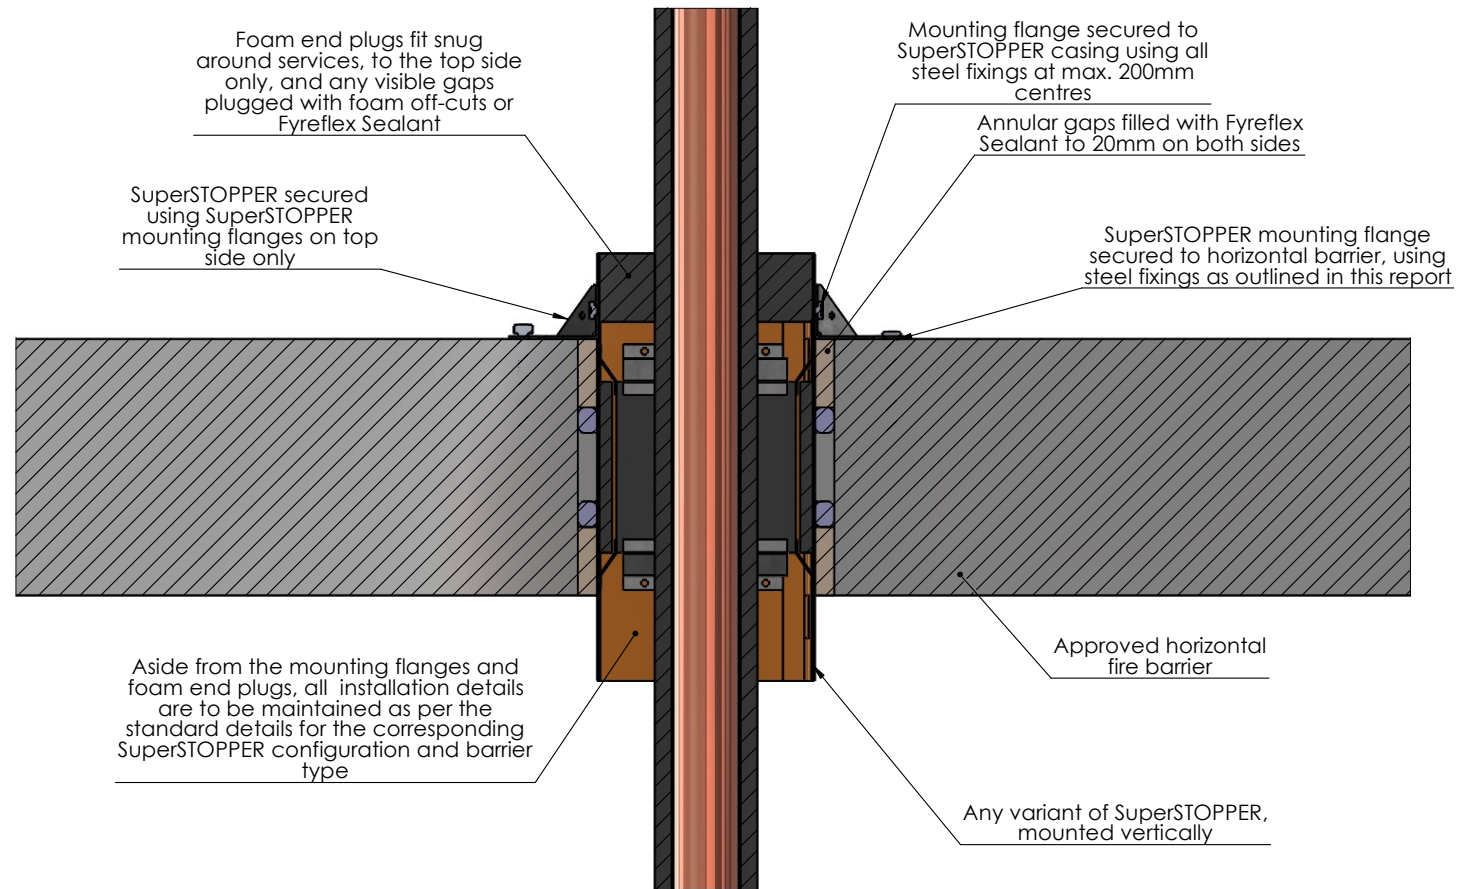 Foam end plugs fit snug
around services, to the top side
only, and any visible gaps
plugged with foam off-cuts or
Fyreflex Sealant
Mounting flange secured to
SuperSTOPPER casing using all
steel fixings at max. 200mm
centres
Annular gaps filled with Fyreflex
Sealant to 20mm on both sides
SuperSTOPPER secured
using SuperSTOPPER
mounting flanges on top
side only
SuperSTOPPER mounting flange
secured to horizontal barrier, using
steel fixings as outlined in this report
Approved horizontal
fire barrier
Aside from the mounting flanges and
foam end plugs, all installation details
are to be maintained as per the
standard details for the corresponding
SuperSTOPPER configuration and barrier
type
Any variant of SuperSTOPPER,
mounted vertically